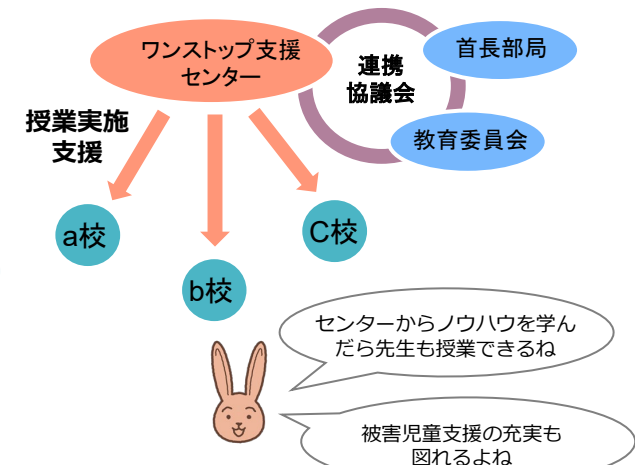 ワンストップ支援
センター
連携
協議会
首長部局
教育委員会
授業実施
支援
a校
b校
C校
センターからノウハウを学ん
だら先生も授業できるね
被害児童支援の充実も
図れるよね